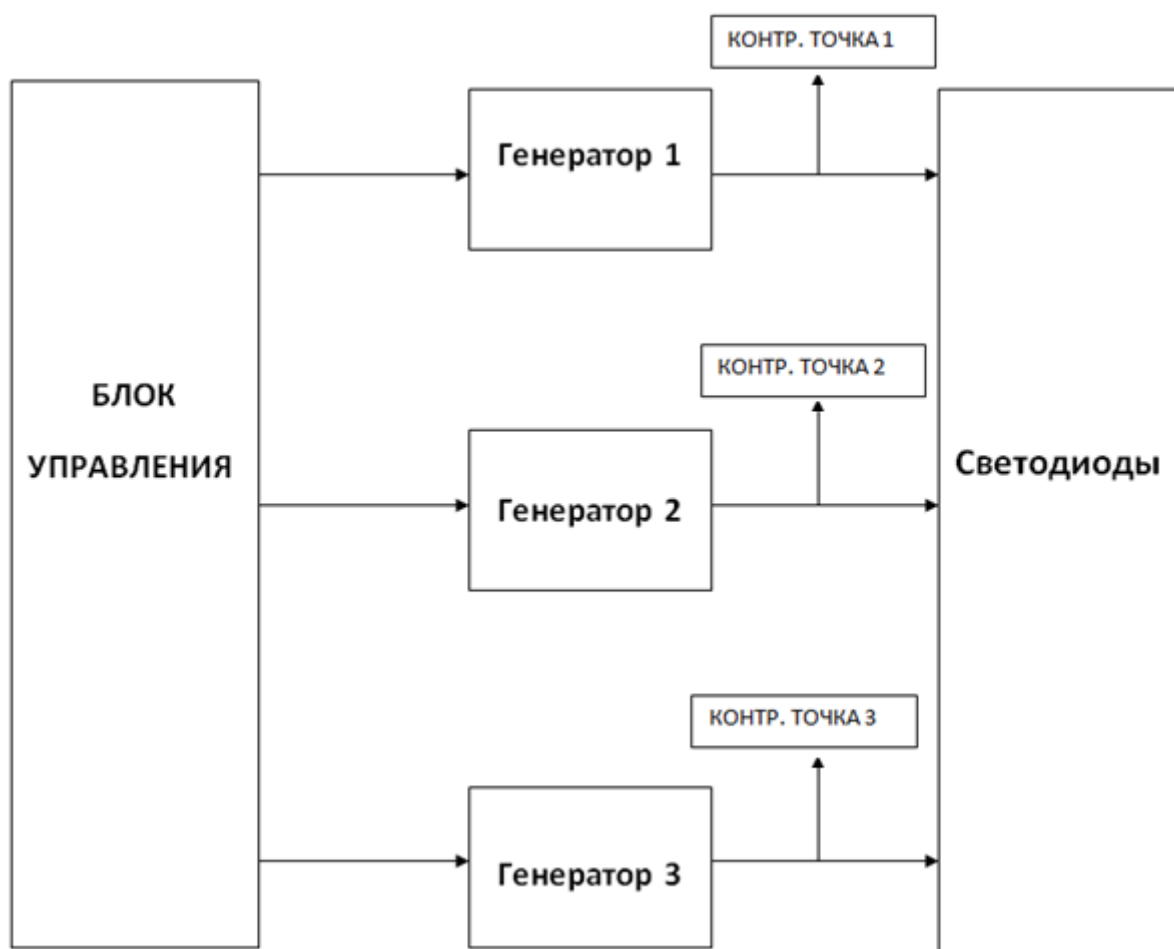 КОНТР. ТОЧКА 1
Генератор 1
КОНТР. ТОЧКА 2
БЛОК
УПРАВЛЕНИЯ
Светодиоды
Генератор 2
КОНТР. ТОЧКА 3
Генератор 3